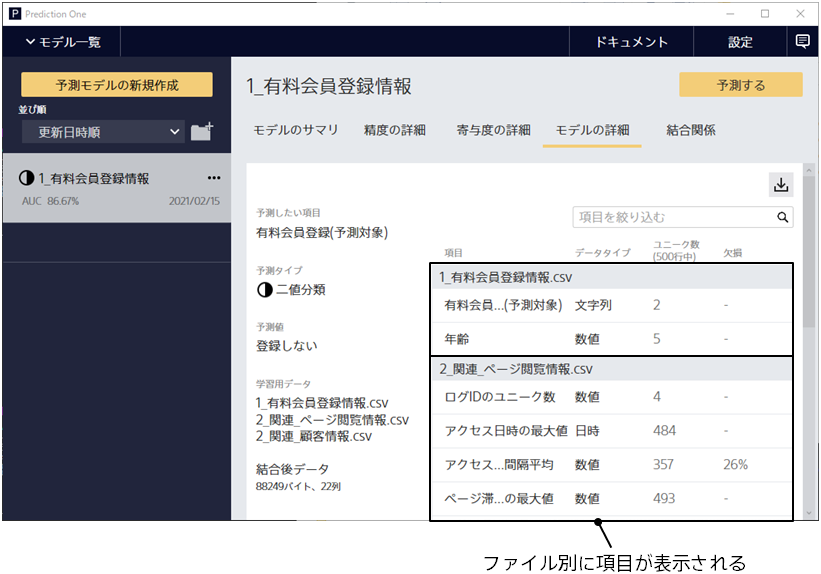 P Prediction One
モデル一覧
ドキュメント
設定
予測モデルの新規作成
並び順
更新日時順
1_有料会員登録情報
AUC 86.67%
2021/02/15
1_有料会員登録情報
予測する
モデルのサマリ
精度の詳細
寄与度の詳細
モデルの詳細
結合関係
予測したい項目
有料会員登録(予測対象)
予測タイプ
二値分類
予測値
登録しない
学習用データ
1_有料会員登録情報.csv
2_関連_ページ閲覧情報.csv
2_関連_顧客情報.csv
結合後データ
88249バイト、22列
項目を絞り込む
項目 データタイプ ユニーク数 欠損
(500行中)
1_有料会員登録情報.csv
有料会員...(予測対象) 文字列 2 -
年齢 数値 5 -
2_関連_ページ閲覧情報.csv
ログIDのユニーク数 数値 4 -
アクセス日時の最大値 日時 484 -
アクセス...間隔平均 数値 357 26%
ページ滞...の最大値 数値 493 -
ファイル別に項目が表示される